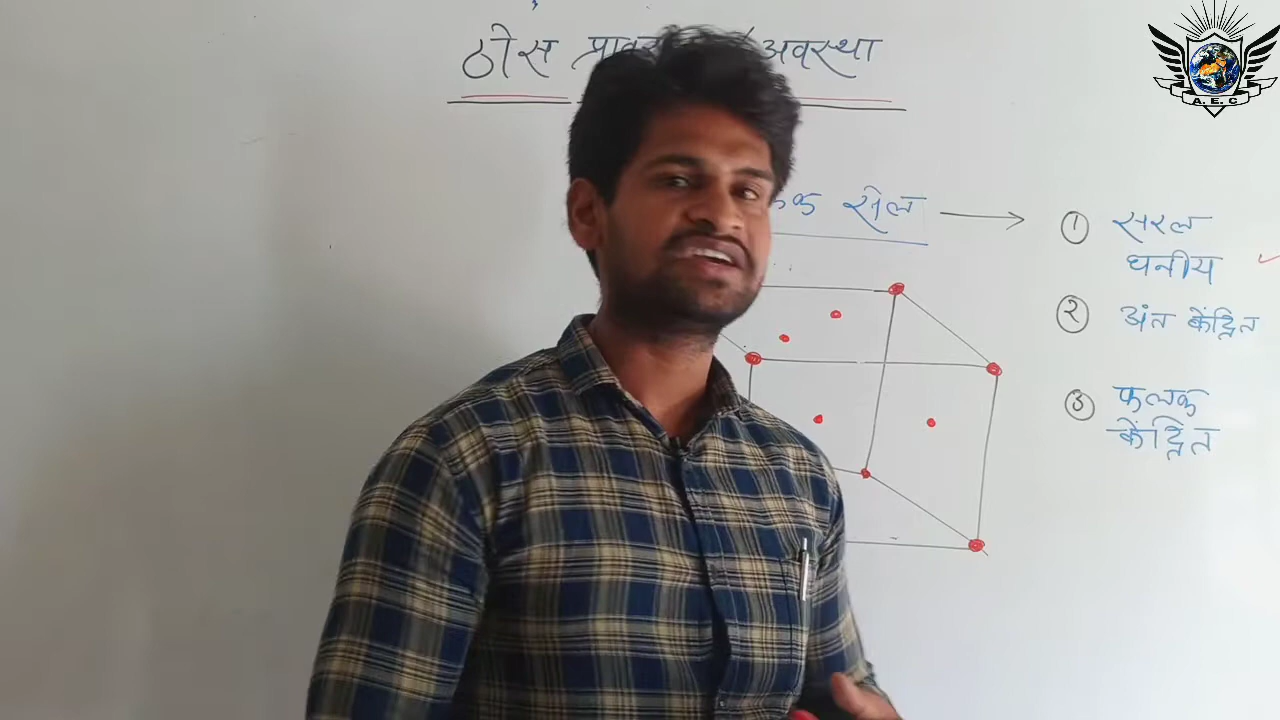 ठोस अवस्था
सेल
① सरल
घनीय
② अंत केंद्रित
③ फलक
केंद्रित
A. E. C